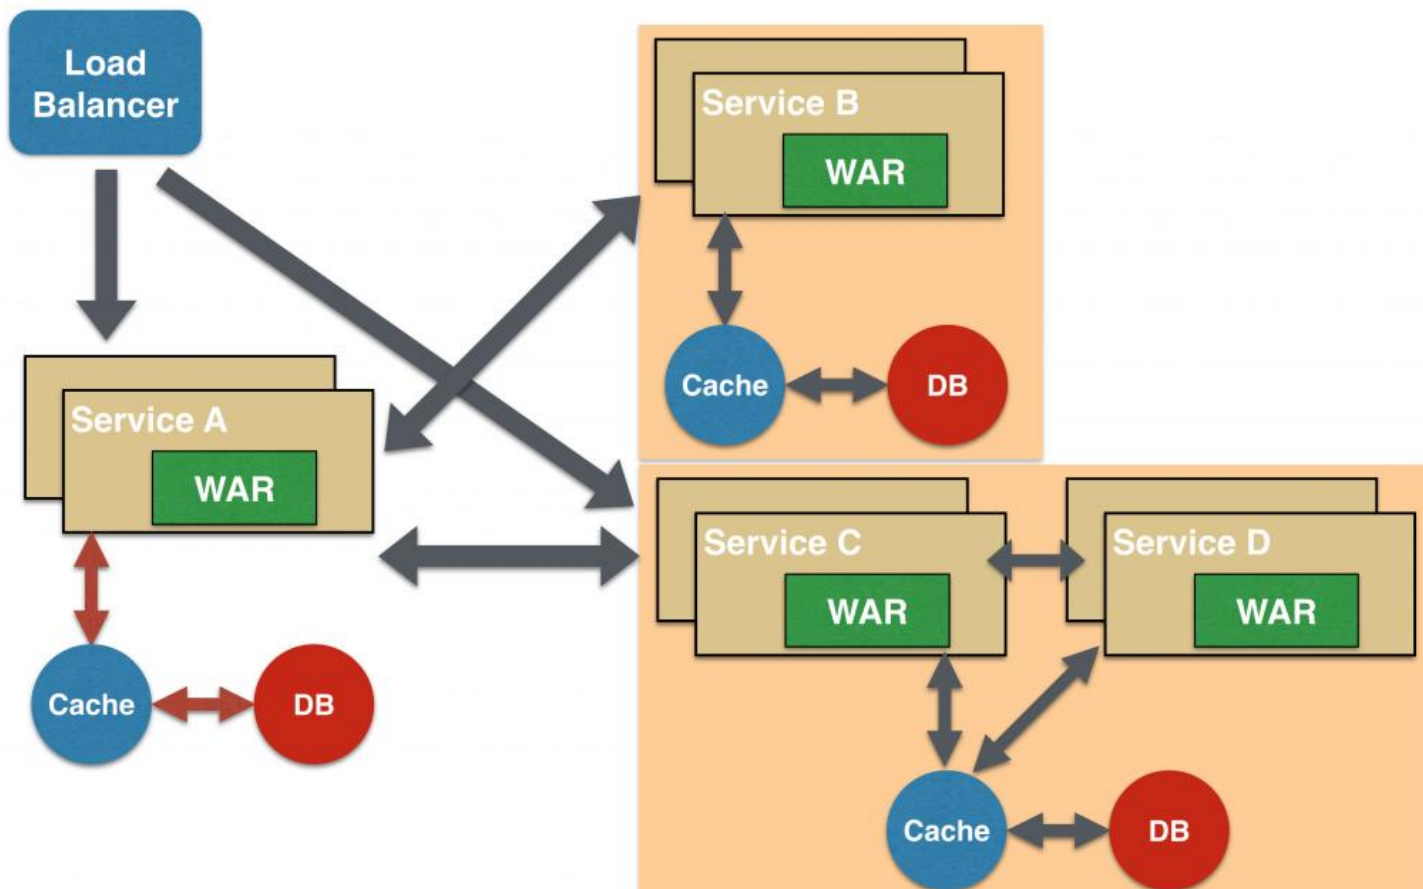 Load
Balancer
Service B
WAR
Cache
DB
Service A
WAR
Cache
DB
Service C
WAR
Service D
WAR
Cache
DB